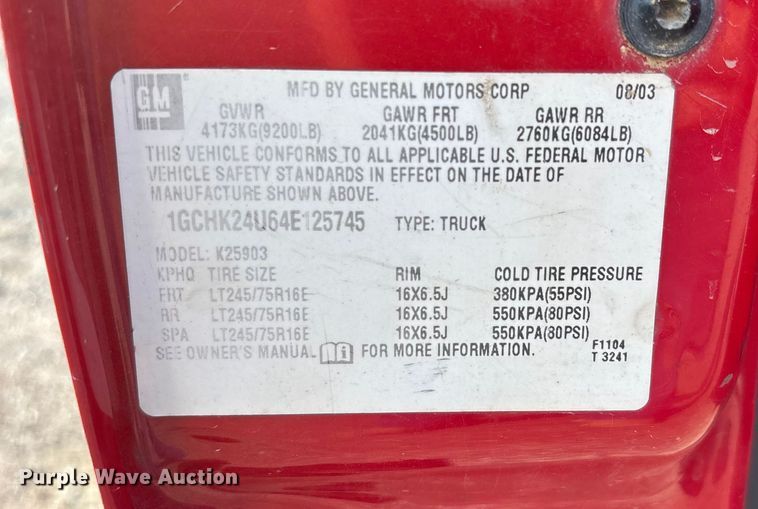 GM
MFD BY GENERAL MOTORS CORP 08/03
GVWR GAWR FRT GAWR RR
4173KG(9200LB) 2041KG(4500LB) 2760KG(6084LB)
THIS VEHICLE CONFORMS TO ALL APPLICABLE U.S. FEDERAL MOTOR
VEHICLE SAFETY STANDARDS IN EFFECT ON THE DATE OF
MANUFACTURE SHOWN ABOVE.
1GCHK24U64E125745 TYPE: TRUCK
MODEL: K25903
KPHQ TIRE SIZE RIM COLD TIRE PRESSURE
FRT LT245/75R16E 16X6.5J 380KPA(55PSI)
RR LT245/75R16E 16X6.5J 550KPA(80PSI)
SPA LT245/75R16E 16X6.5J 550KPA(80PSI)
SEE OWNER'S MANUAL FOR MORE INFORMATION.
F1104
T 3241
Purple Wave Auction